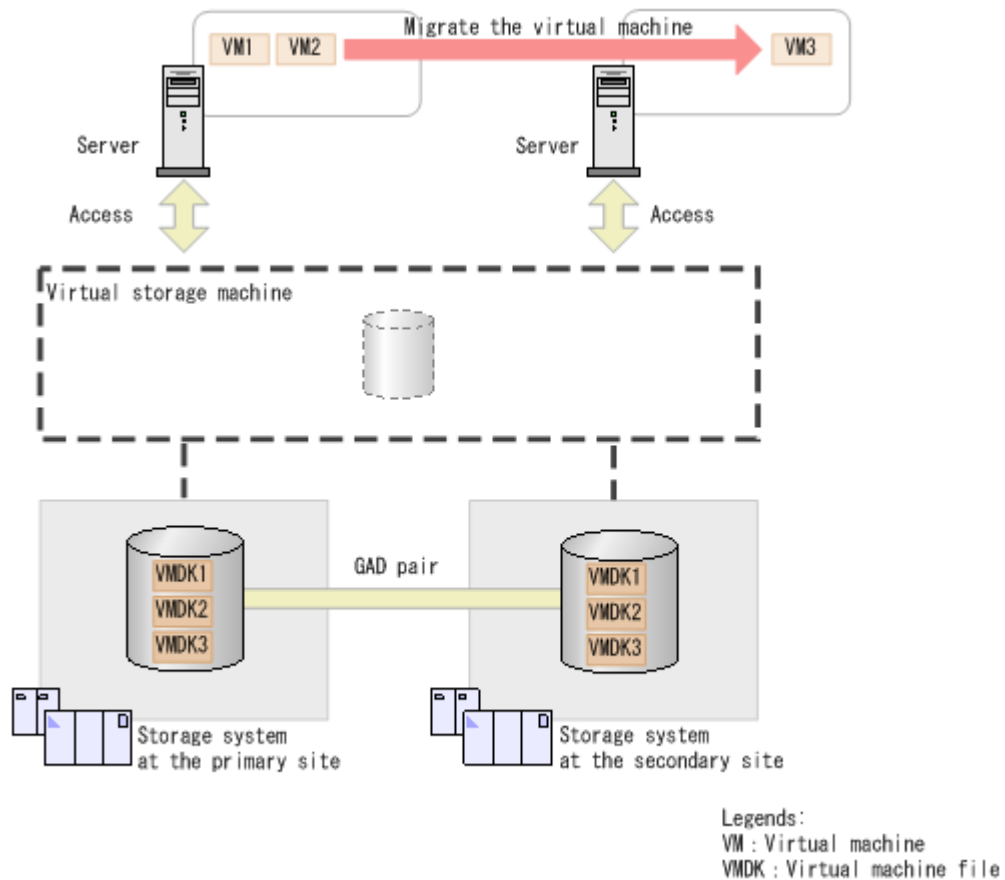 Migrate the virtual machine
VM1
VM2
VM3
Server
Server
Access
Access
Virtual storage machine
GAD pair
VMDK1
VMDK2
VMDK3
VMDK1
VMDK2
VMDK3
Storage system
at the primary site
Storage system
at the secondary site
Legends:
VM : Virtual machine
VMDK : Virtual machine file